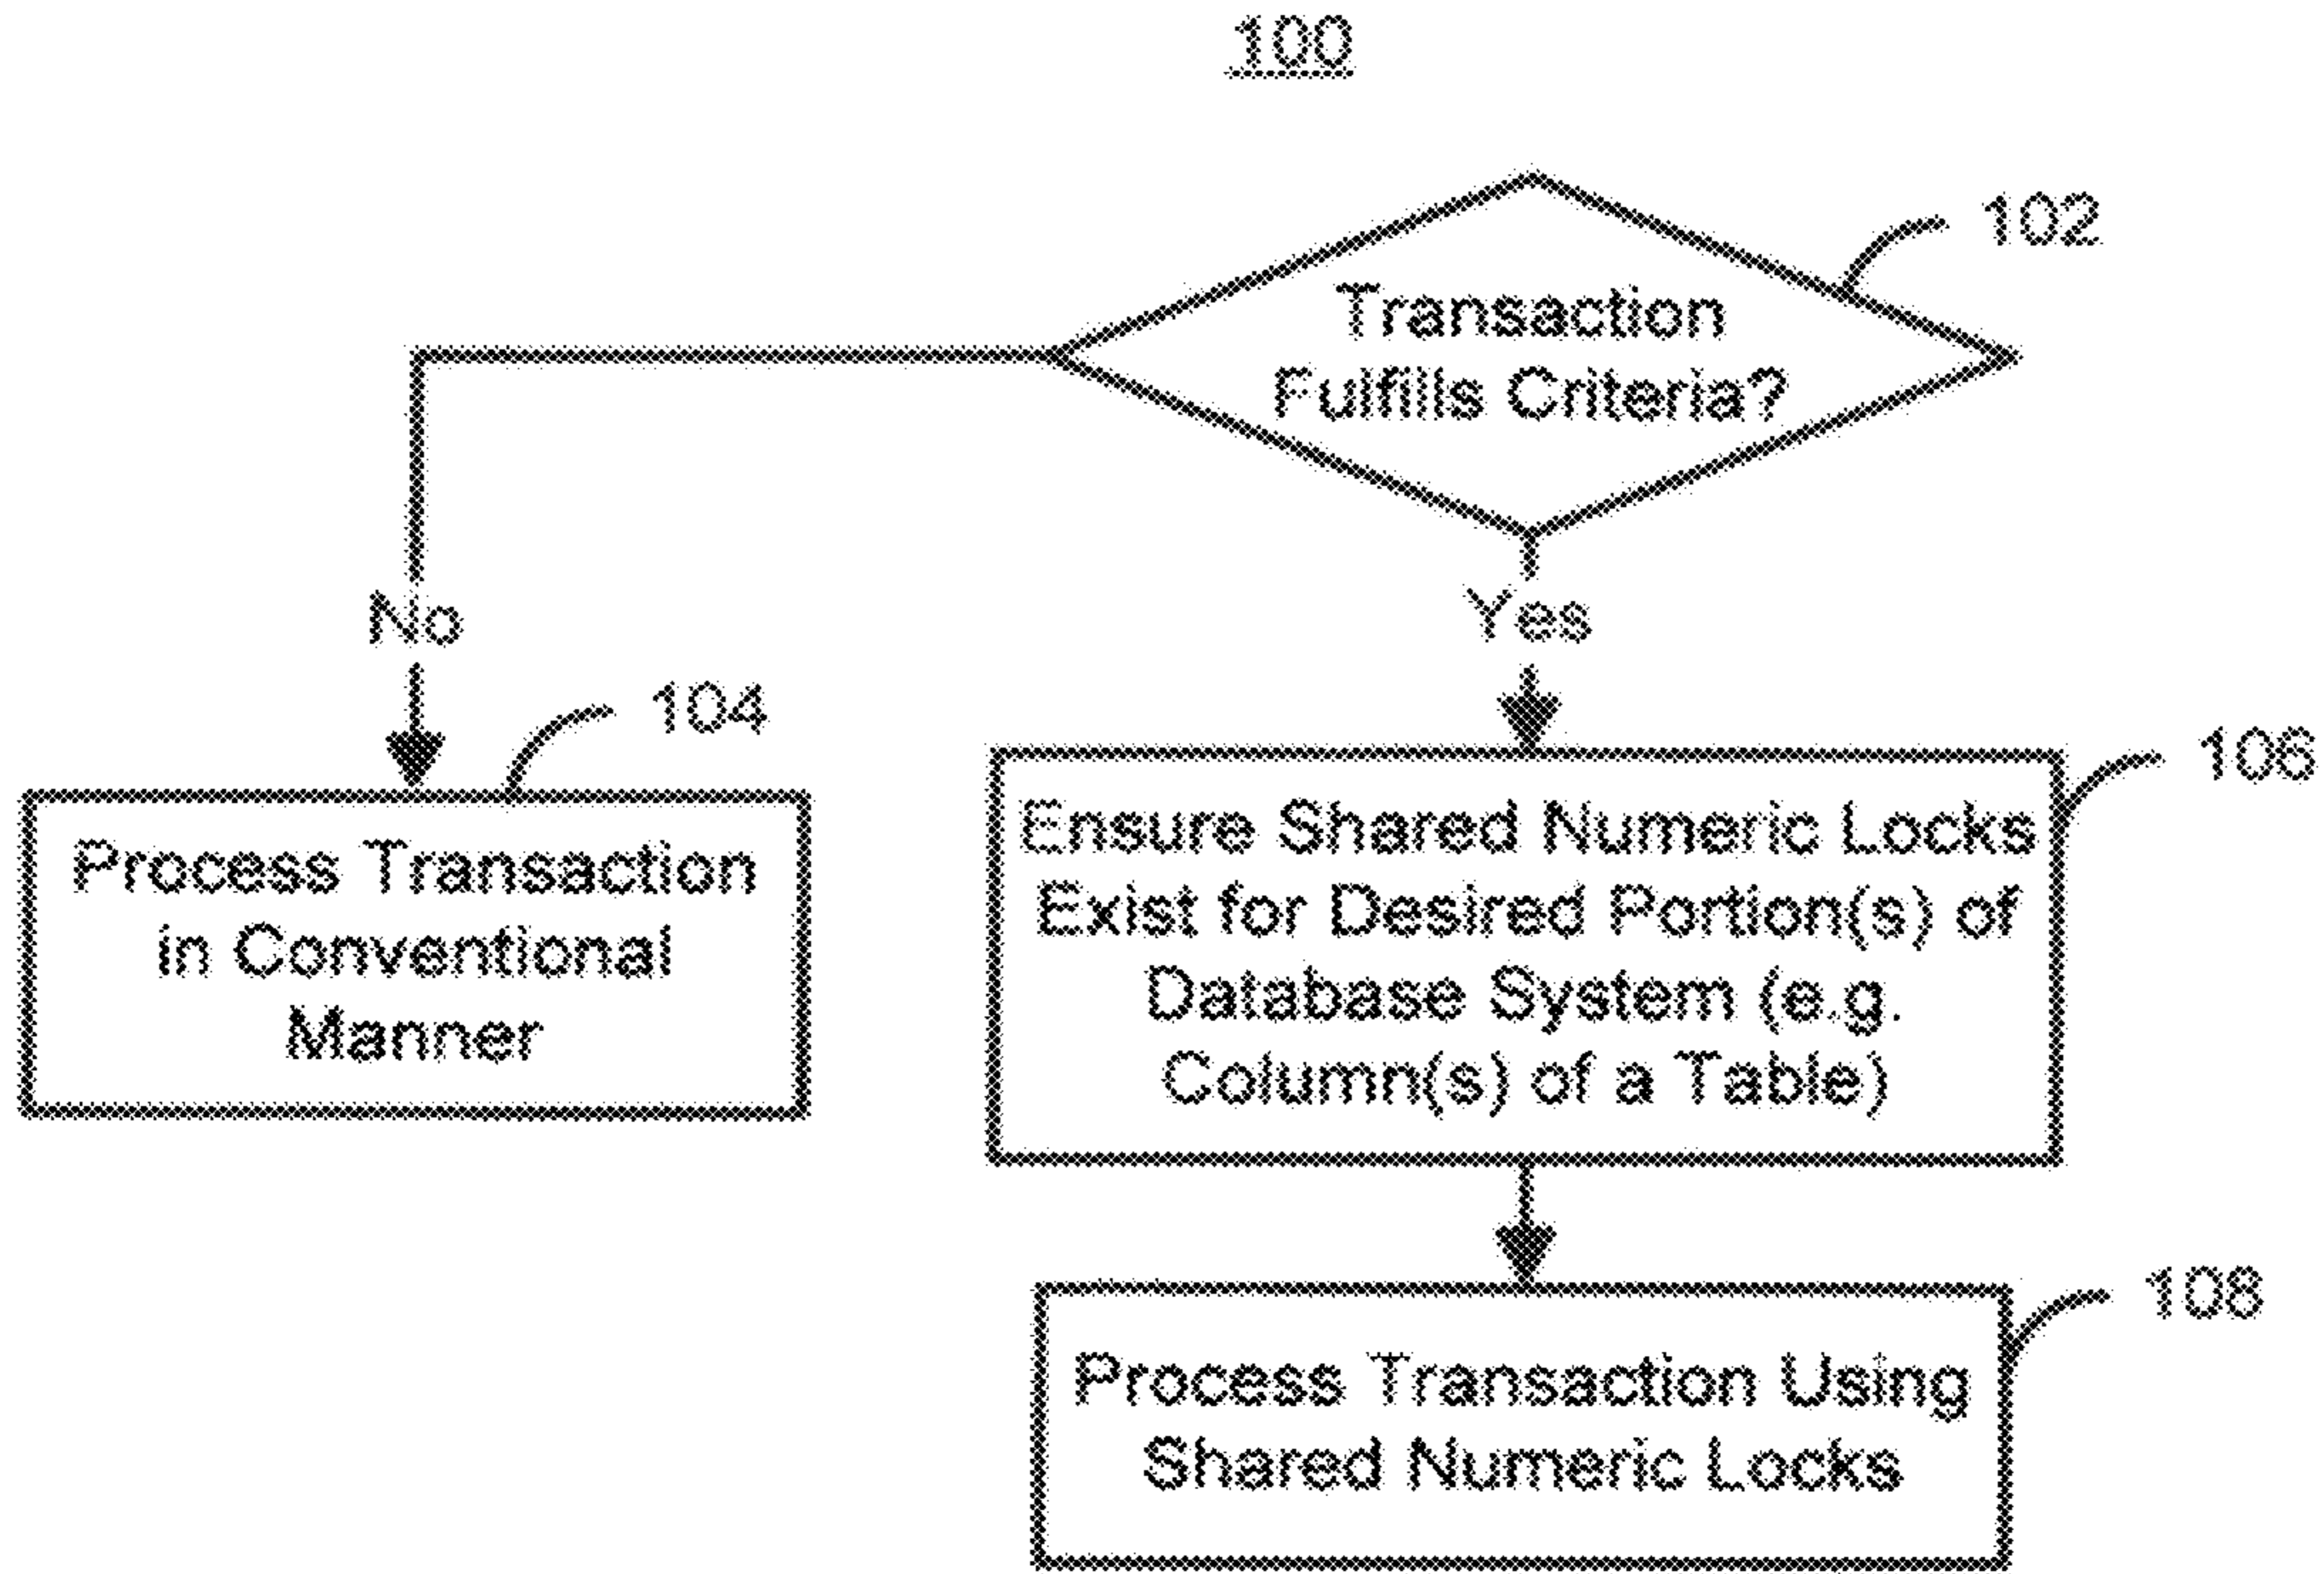 100
102
Transaction
Fulfills Criteria?
No
Yes
104
Process Transaction
in Conventional
Manner
106
Ensure Shared Numeric Locks
Exist for Desired Portion(s) of
Database System (e.g.
Column(s) of a Table)
108
Process Transaction Using
Shared Numeric Locks